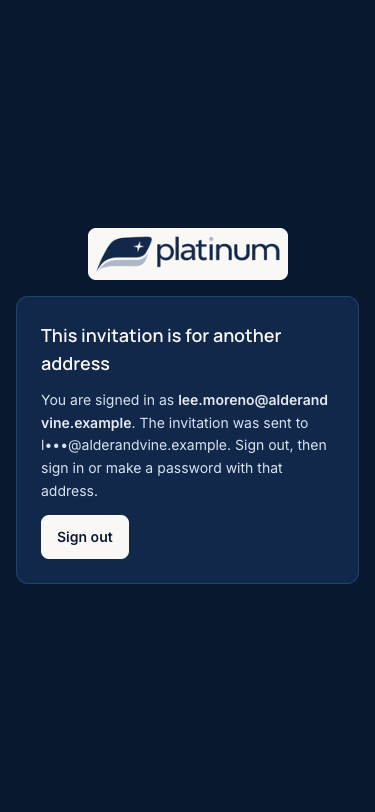 platinum
This invitation is for another
address
You are signed in as lee.moreno@alderand
vine.example. The invitation was sent to
l•••@alderandvine.example. Sign out, then
sign in or make a password with that
address.
Sign out